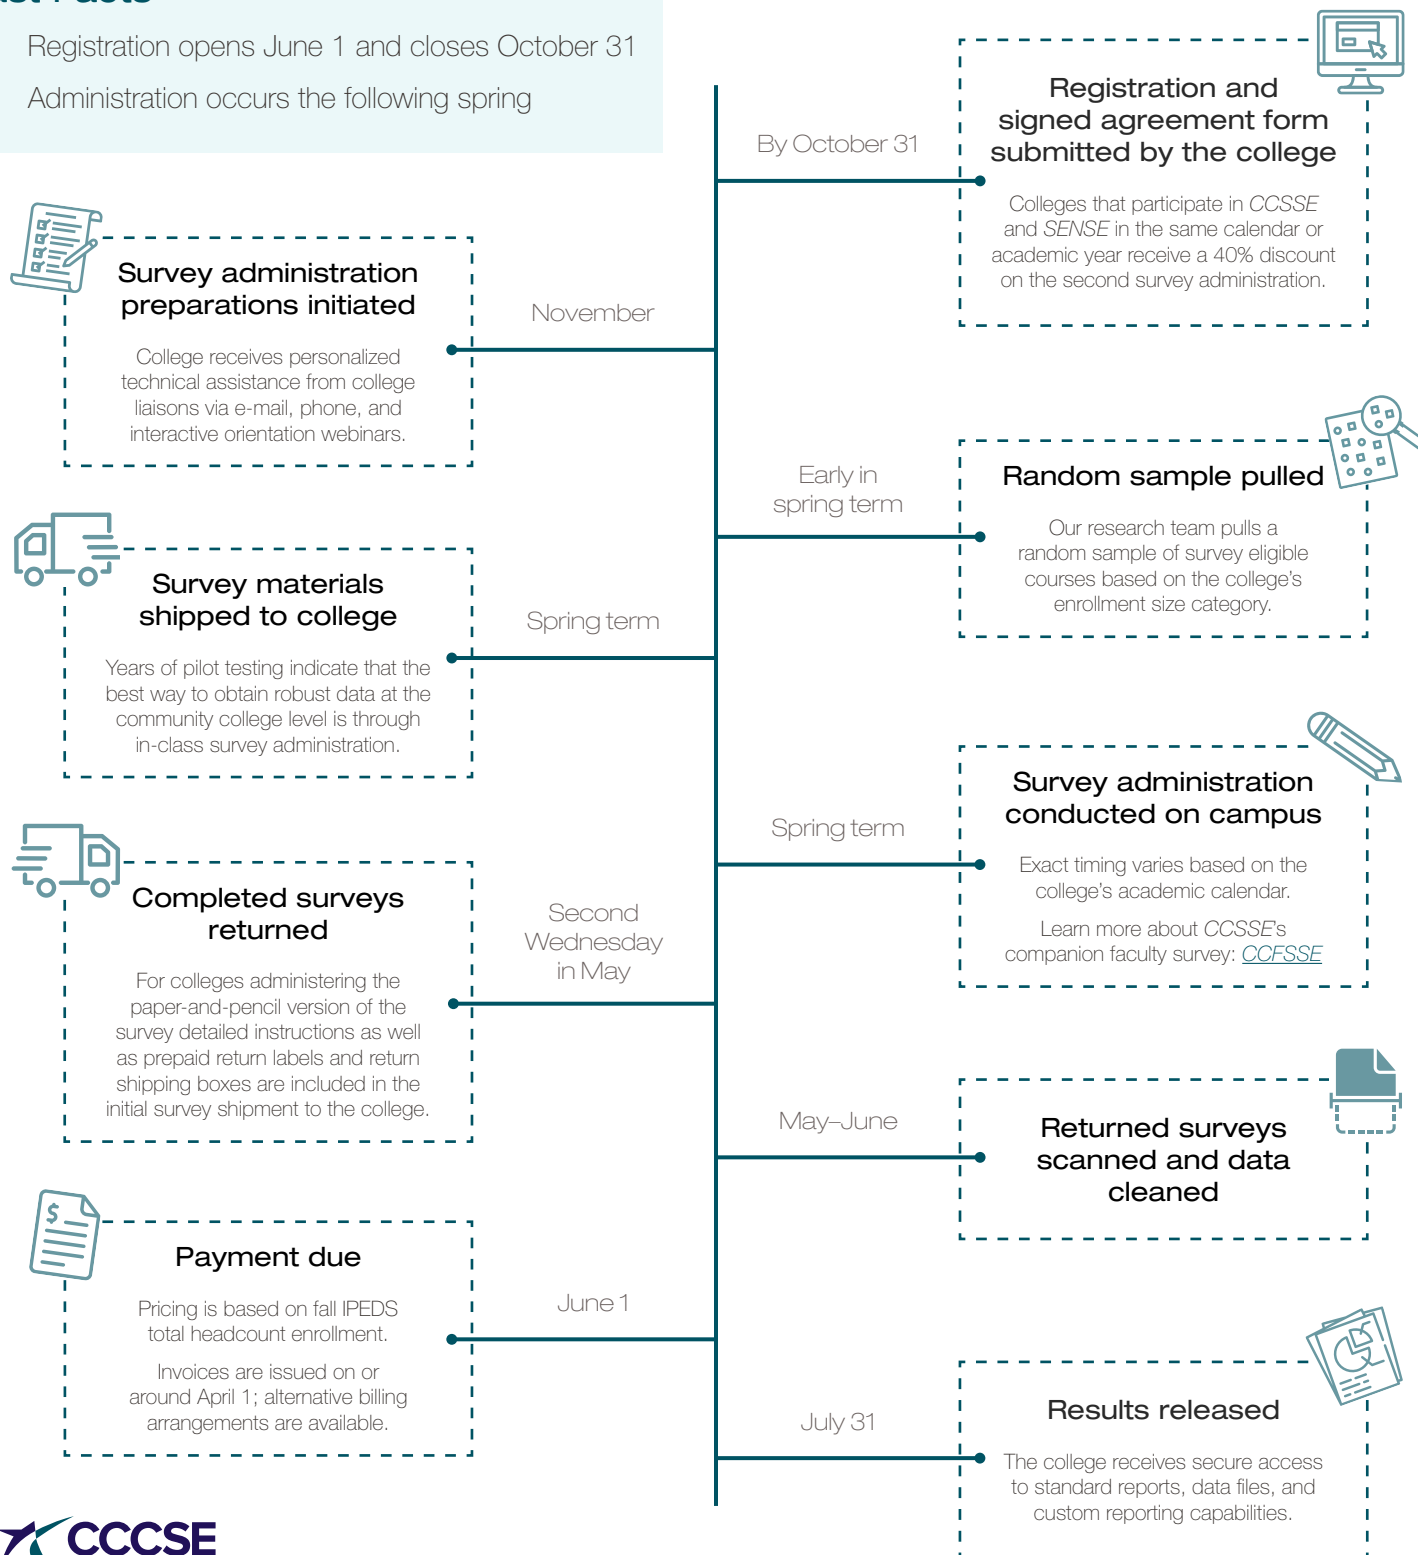 Registration opens June 1 and closes October 31
Administration occurs the following spring
By October 31
Registration and
signed agreement form
submitted by the college
Colleges that participate in CCSSE
and SENSE in the same calendar or
academic year receive a 40% discount
on the second survey administration.
November
Survey administration
preparations initiated
College receives personalized
technical assistance from college
liaisons via e-mail, phone, and
interactive orientation webinars.
Early in
spring term
Random sample pulled
Our research team pulls a
random sample of survey eligible
courses based on the college's
enrollment size category.
Spring term
Survey materials
shipped to college
Years of pilot testing indicate that the
best way to obtain robust data at the
community college level is through
in-class survey administration.
Spring term
Survey administration
conducted on campus
Exact timing varies based on the
college's academic calendar.
Learn more about CCSSE's
companion faculty survey: CCFSSE
Second
Wednesday
in May
Completed surveys
returned
For colleges administering the
paper-and-pencil version of the
survey detailed instructions as well
as prepaid return labels and return
shipping boxes are included in the
initial survey shipment to the college.
May–June
Returned surveys
scanned and data
cleaned
June 1
Payment due
Pricing is based on fall IPEDS
total headcount enrollment.
Invoices are issued on or
around April 1; alternative billing
arrangements are available.
July 31
Results released
The college receives secure access
to standard reports, data files, and
custom reporting capabilities.
CCCSE